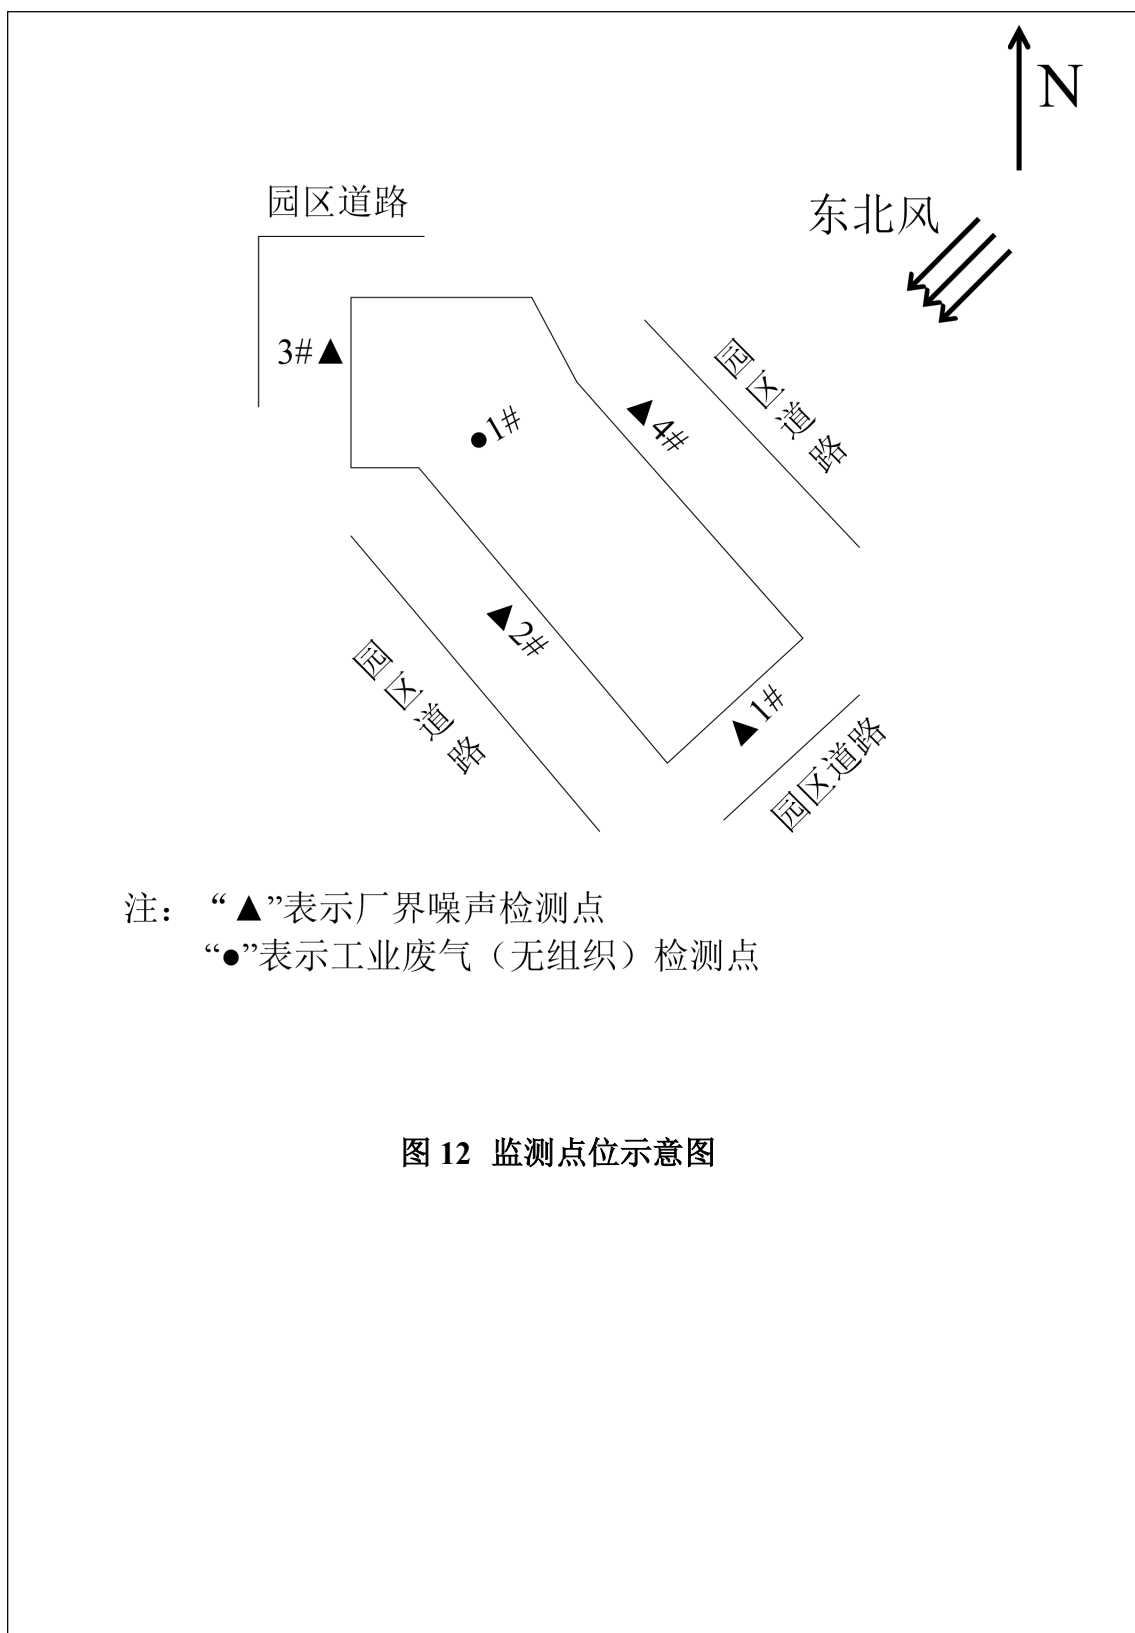 N
园区道路
东北风
3#▲
园区道路
●1#
▲4#
▲2#
园区道路
▲1#
园区道路
注：“▲”表示厂界噪声检测点
“●”表示工业废气（无组织）检测点
图 12 监测点位示意图